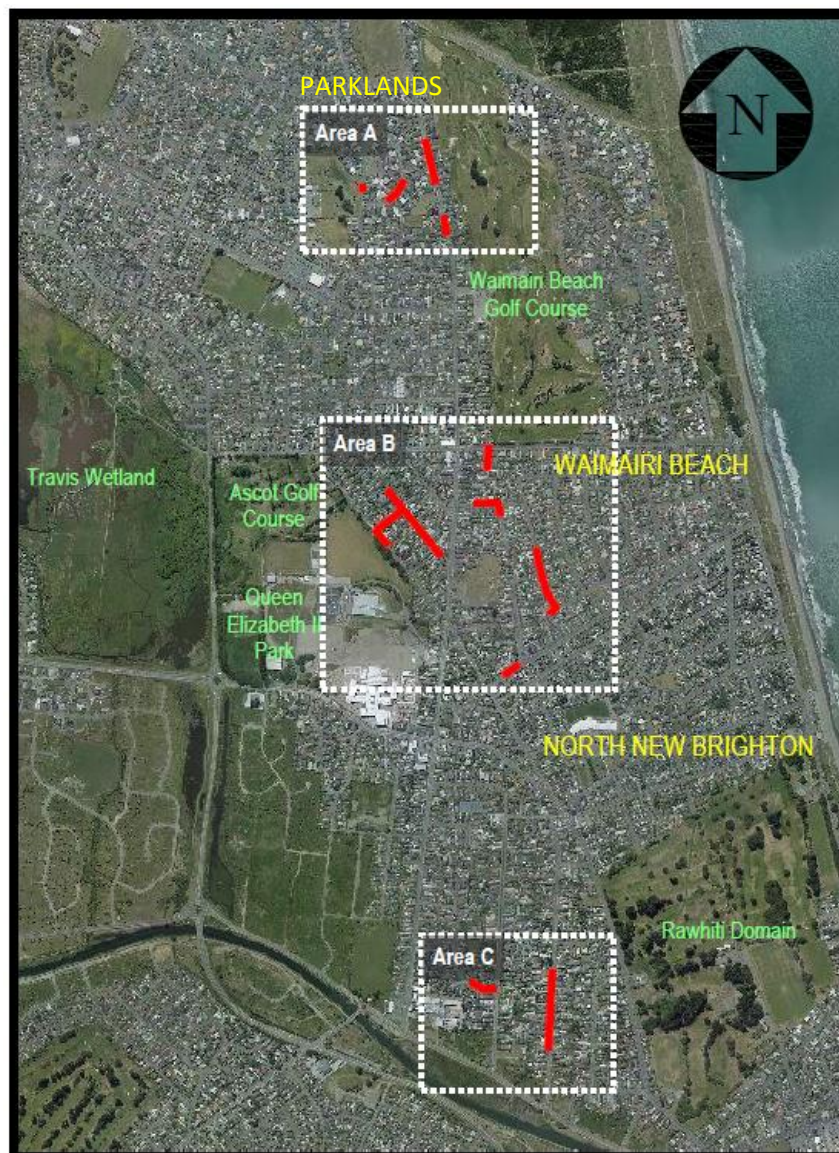 PARKLANDS
Area A
N
Waimairi Beach
Golf Course
Area B
WAIMAIRI BEACH
Travis Wetland
Ascot Golf
Course
Queen
Elizabeth II
Park
NORTH NEW BRIGHTON
Rawhiti Domain
Area C